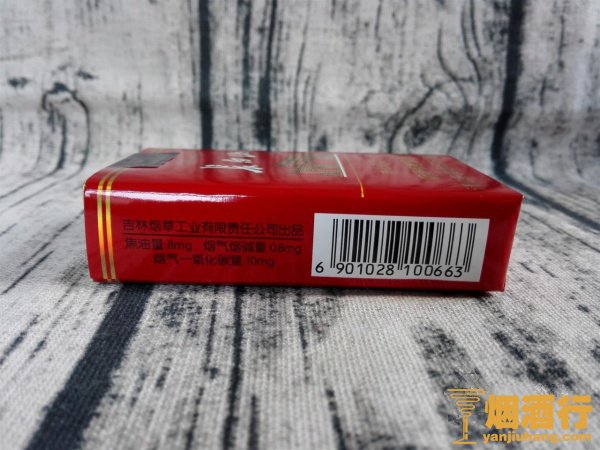 吉林烟草工业有限责任公司出品
焦油量:8mg 烟气烟碱量:0.8mg
烟气一氧化碳量:10mg
6 901028 100663
烟酒行
yanjiuhang.com